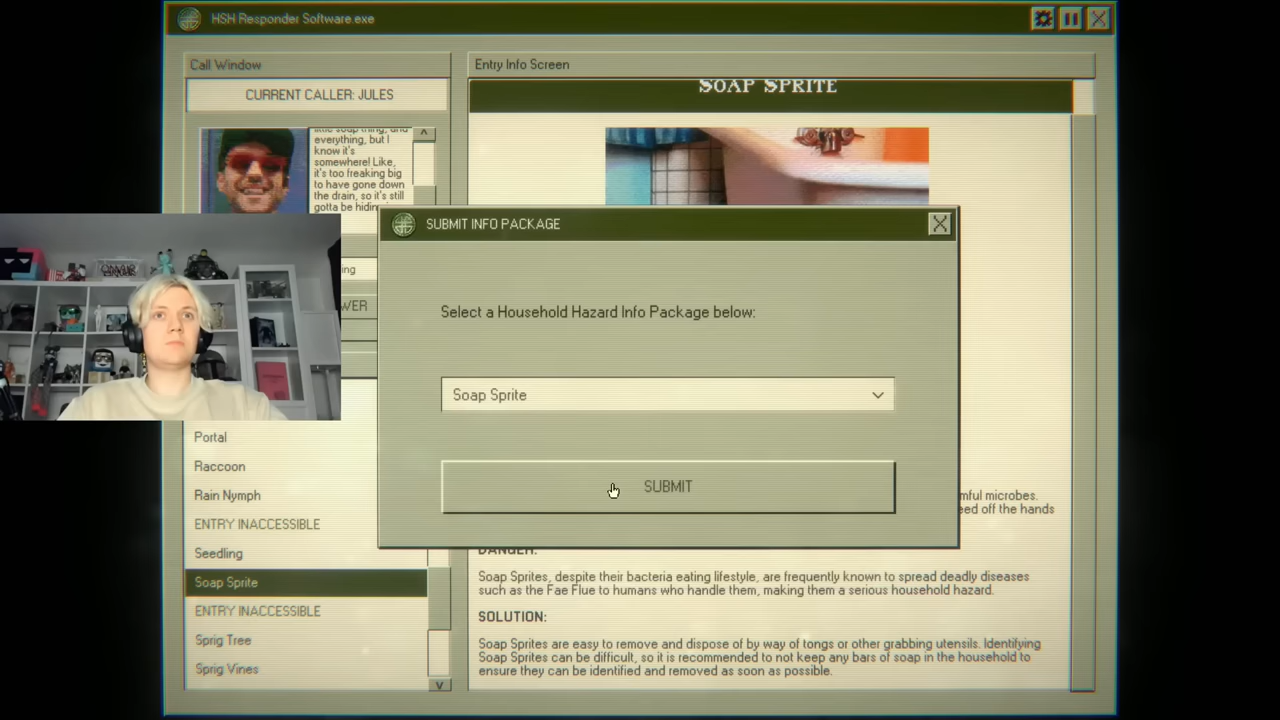 HSH Responder Software.exe
Call Window
CURRENT CALLER: JULES
little soap thing, and
everything, but I
know it's
somewhere! Like,
it's too freaking big
to have gone down
the drain, so it's still
gotta be hiding
Entry Info Screen
SOAP SPRITE
SUBMIT INFO PACKAGE
Select a Household Hazard Info Package below:
Soap Sprite
SUBMIT
Portal
Raccoon
Rain Nymph
ENTRY INACCESSIBLE
Seedling
Soap Sprite
ENTRY INACCESSIBLE
Sprig Tree
Sprig Vines
microbes.
off the hands
DANGER:
Soap Sprites, despite their bacteria eating lifestyle, are frequently known to spread deadly diseases
such as the Fae Flue to humans who handle them, making them a serious household hazard.
SOLUTION:
Soap Sprites are easy to remove and dispose of by way of tongs or other grabbing utensils. Identifying
Soap Sprites can be difficult, so it is recommended to not keep any bars of soap in the household to
ensure they can be identified and removed as soon as possible.